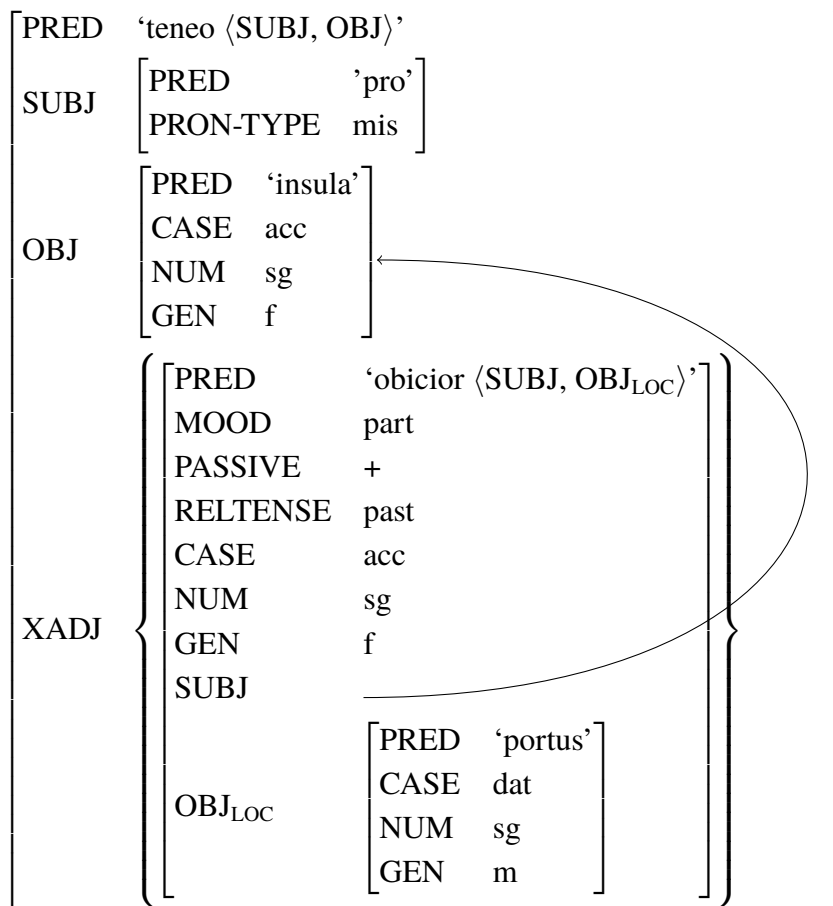 PRED ‘teneo ⟨SUBJ, OBJ⟩’
SUBJ
PRED ’pro’
PRON-TYPE mis
OBJ
PRED ‘insula’
CASE acc
NUM sg
GEN f
XADJ
PRED ‘obicior ⟨SUBJ, OBJ_LOC⟩’
MOOD part
PASSIVE +
RELTENSE past
CASE acc
NUM sg
GEN f
SUBJ
OBJ_LOC
PRED ‘portus’
CASE dat
NUM sg
GEN m